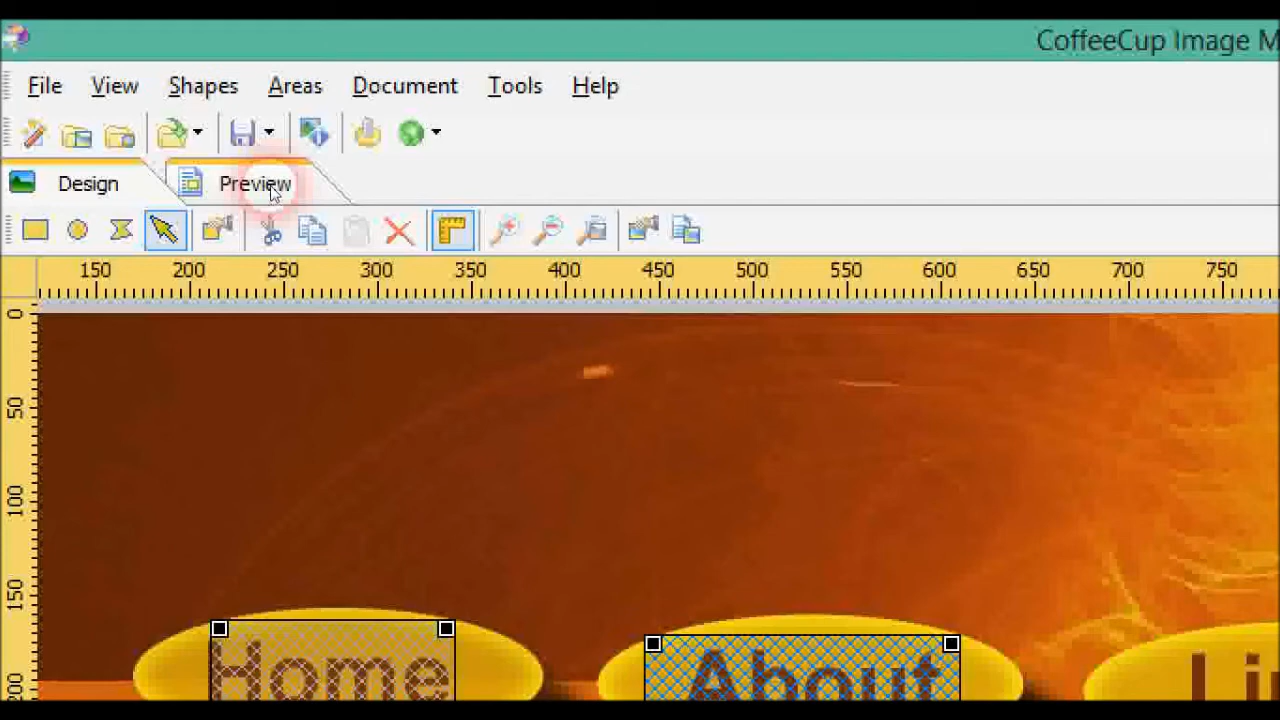 CoffeeCup Image M
File View Shapes Areas Document Tools Help
Design Preview
150 200 250 300 350 400 450 500 550 600 650 700 750
0
50
100
150
200
Home About Li